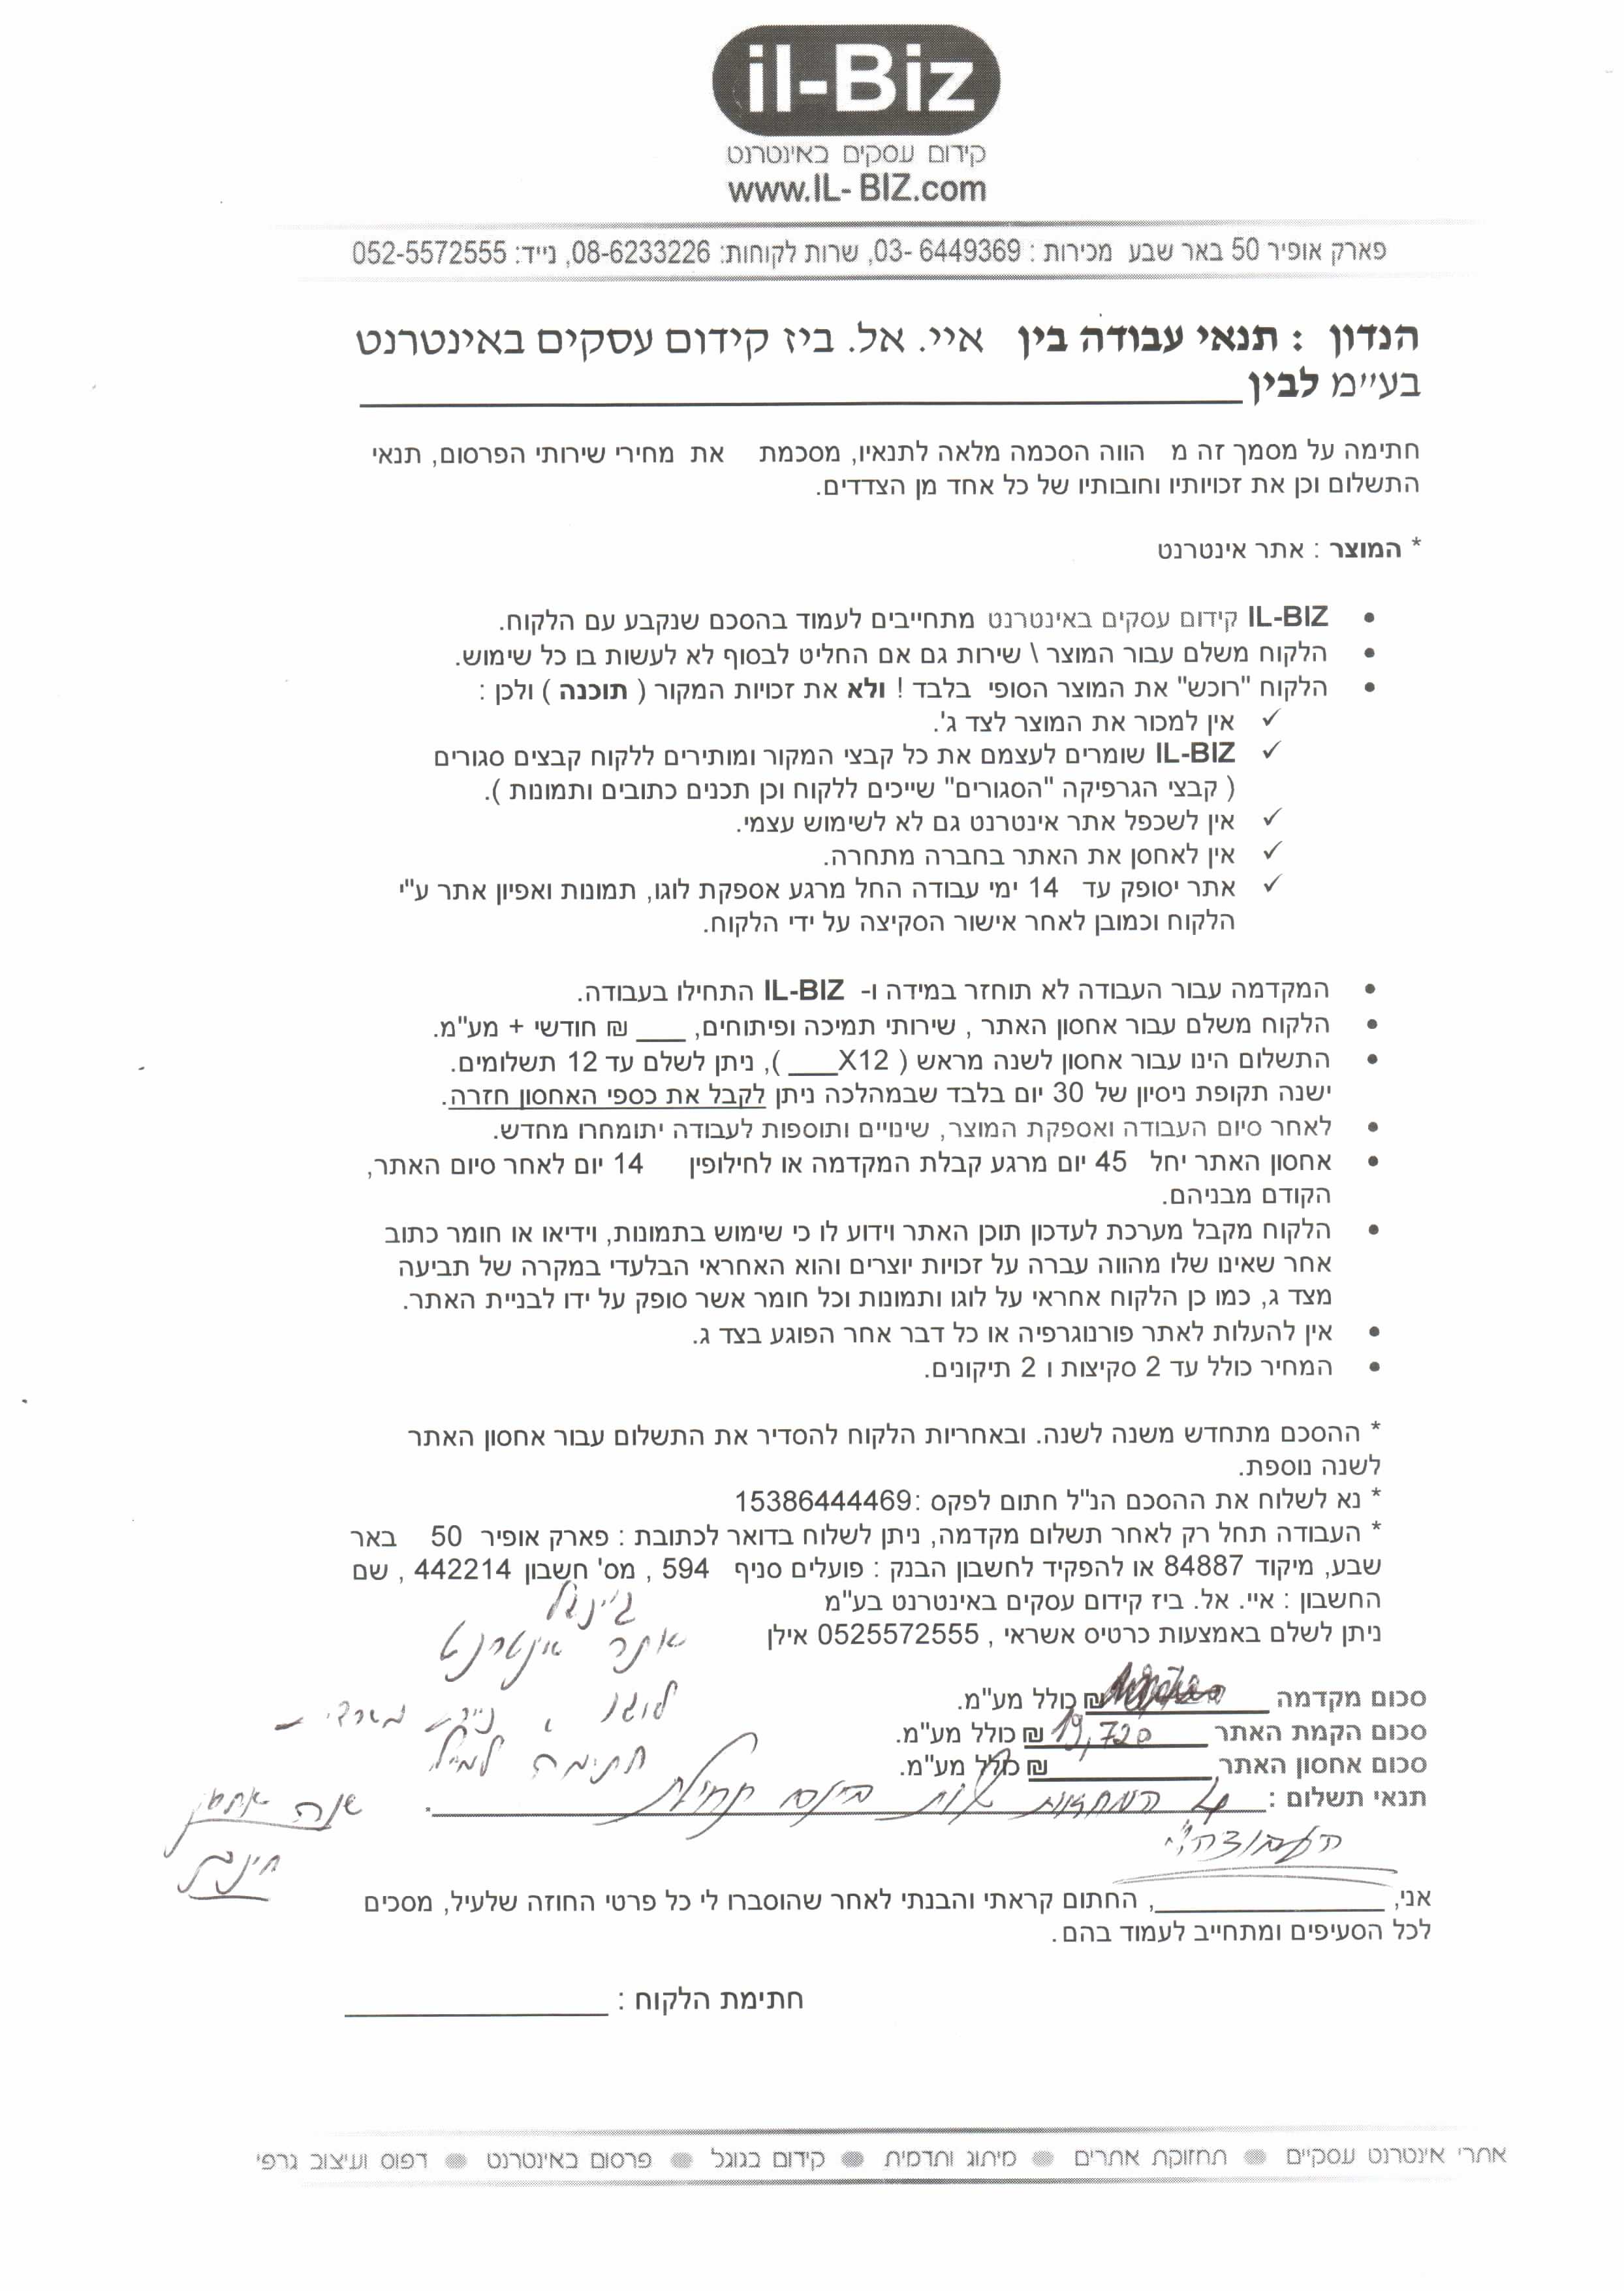 il-Biz
קידום עסקים באינטרנט
www.IL- BIZ.com
פארק אופיר 50 באר שבע מכירות : 6449369 -03, שרות לקוחות: 08-6233226, נייד: 052-5572555
הנדון : תנאי עבודה בין איי. אל. ביז קידום עסקים באינטרנט
בע״מ לבין
חתימה על מסמך זה מ הווה הסכמה מלאה לתנאיו, מסכמת את מחירי שירותי הפרסום, תנאי
התשלום וכן את זכויותיו וחובותיו של כל אחד מן הצדדים.
* המוצר : אתר אינטרנט
• IL-BIZ קידום עסקים באינטרנט מתחייבים לעמוד בהסכם שנקבע עם הלקוח.
• הלקוח משלם עבור המוצר \ שירות גם אם החליט לבסוף לא לעשות בו כל שימוש.
• הלקוח "רוכש" את המוצר הסופי בלבד ! ולא את זכויות המקור ( תוכנה ) ולכן :
✓ אין למכור את המוצר לצד ג'.
✓ IL-BIZ שומרים לעצמם את כל קבצי המקור ומותירים ללקוח קבצים סגורים
( קבצי הגרפיקה "הסגורים" שייכים ללקוח וכן תכנים כתובים ותמונות ).
✓ אין לשכפל אתר אינטרנט גם לא לשימוש עצמי.
✓ אין לאחסן את האתר בחברה מתחרה.
✓ אתר יסופק עד 14 ימי עבודה החל מרגע אספקת לוגו, תמונות ואפיון אתר ע"י
הלקוח וכמובן לאחר אישור הסקיצה על ידי הלקוח.
• המקדמה עבור העבודה לא תוחזר במידה ו- IL-BIZ התחילו בעבודה.
• הלקוח משלם עבור אחסון האתר , שירותי תמיכה ופיתוחים, ___ ₪ חודשי + מע"מ.
• התשלום הינו עבור אחסון לשנה מראש ( X12___ ), ניתן לשלם עד 12 תשלומים.
ישנה תקופת ניסיון של 30 יום בלבד שבמהלכה ניתן לקבל את כספי האחסון חזרה.
• לאחר סיום העבודה ואספקת המוצר, שינויים ותוספות לעבודה יתומחרו מחדש.
• אחסון האתר יחל 45 יום מרגע קבלת המקדמה או לחילופין 14 יום לאחר סיום האתר,
הקודם מבניהם.
• הלקוח מקבל מערכת לעדכון תוכן האתר וידוע לו כי שימוש בתמונות, וידיאו או חומר כתוב
אחר שאינו שלו מהווה עברה על זכויות יוצרים והוא האחראי הבלעדי במקרה של תביעה
מצד ג, כמו כן הלקוח אחראי על לוגו ותמונות וכל חומר אשר סופק על ידו לבניית האתר.
• אין להעלות לאתר פורנוגרפיה או כל דבר אחר הפוגע בצד ג.
• המחיר כולל עד 2 סקיצות ו 2 תיקונים.
* ההסכם מתחדש משנה לשנה. ובאחריות הלקוח להסדיר את התשלום עבור אחסון האתר
לשנה נוספת.
* נא לשלוח את ההסכם הנ"ל חתום לפקס :15386444469
* העבודה תחל רק לאחר תשלום מקדמה, ניתן לשלוח בדואר לכתובת : פארק אופיר 50 באר
שבע, מיקוד 84887 או להפקיד לחשבון הבנק : פועלים סניף 594 , מס' חשבון 442214 , שם
החשבון : איי. אל. ביז קידום עסקים באינטרנט בע"מ
ג'ינגל
ניתן לשלם באמצעות כרטיס אשראי , 0525572555 אילן
אתר אינטרנט
סכום מקדמה ₪ כולל מע"מ.
לוגו , נייר
סכום הקמת האתר 19,720 ₪ כולל מע"מ.
חתימה למייל
סכום אחסון האתר ₪ כולל מע"מ.
תנאי תשלום : 4 המחאות שוות ביום תחילת
העבודה
שנה אחסון
חינם
אני, ______, החתום קראתי והבנתי לאחר שהוסברו לי כל פרטי החוזה שלעיל, מסכים
לכל הסעיפים ומתחייב לעמוד בהם.
חתימת הלקוח :
אתרי אינטרנט עסקיים • תחזוקת אתרים • מיתוג ותדמית • קידום בגוגל • פרסום באינטרנט • דפוס ועיצוב גרפי